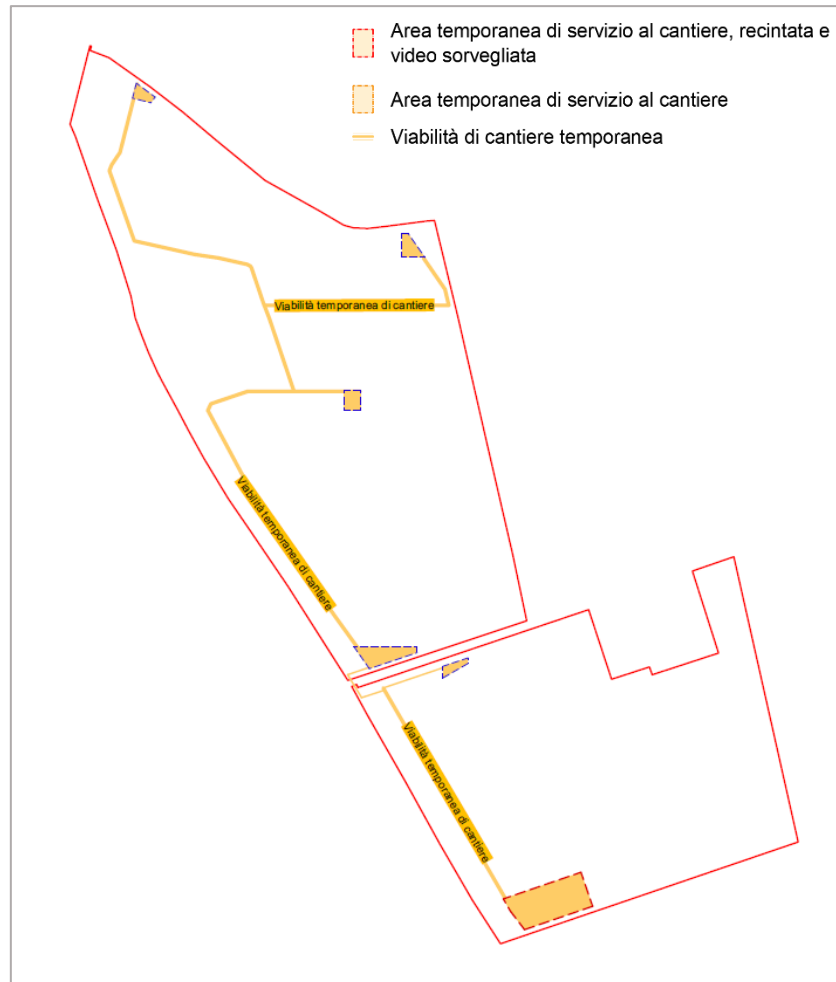 Area temporanea di servizio al cantiere, recintata e
video sorvegliata
Area temporanea di servizio al cantiere
Viabilità di cantiere temporanea
Viabilità temporanea di cantiere
Viabilità temporanea di cantiere
Viabilità temporanea di cantiere